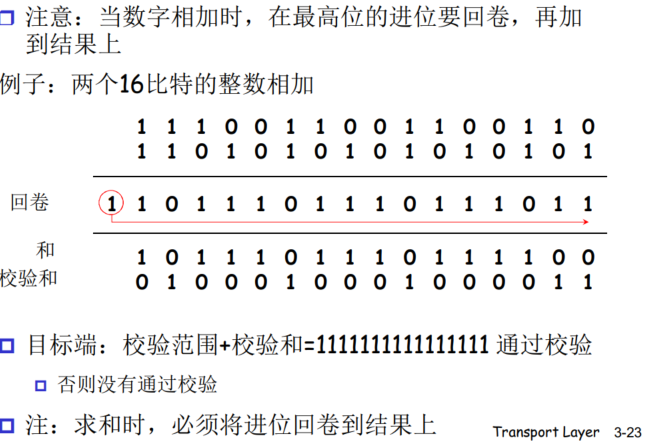 注意：当数字相加时，在最高位的进位要回卷，再加
到结果上
例子：两个16比特的整数相加
1 1 1 0 0 1 1 0 0 1 1 0 0 1 1 0
1 1 0 1 0 1 0 1 0 1 0 1 0 1 0 1
回卷 1 1 0 1 1 1 0 1 1 1 0 1 1 1 0 1 1
和 1 0 1 1 1 0 1 1 1 0 1 1 1 1 0 0
校验和 0 1 0 0 0 1 0 0 0 1 0 0 0 0 1 1
目标端：校验范围+校验和=1111111111111111 通过校验
否则没有通过校验
注：求和时，必须将进位回卷到结果上
Transport Layer 3-23